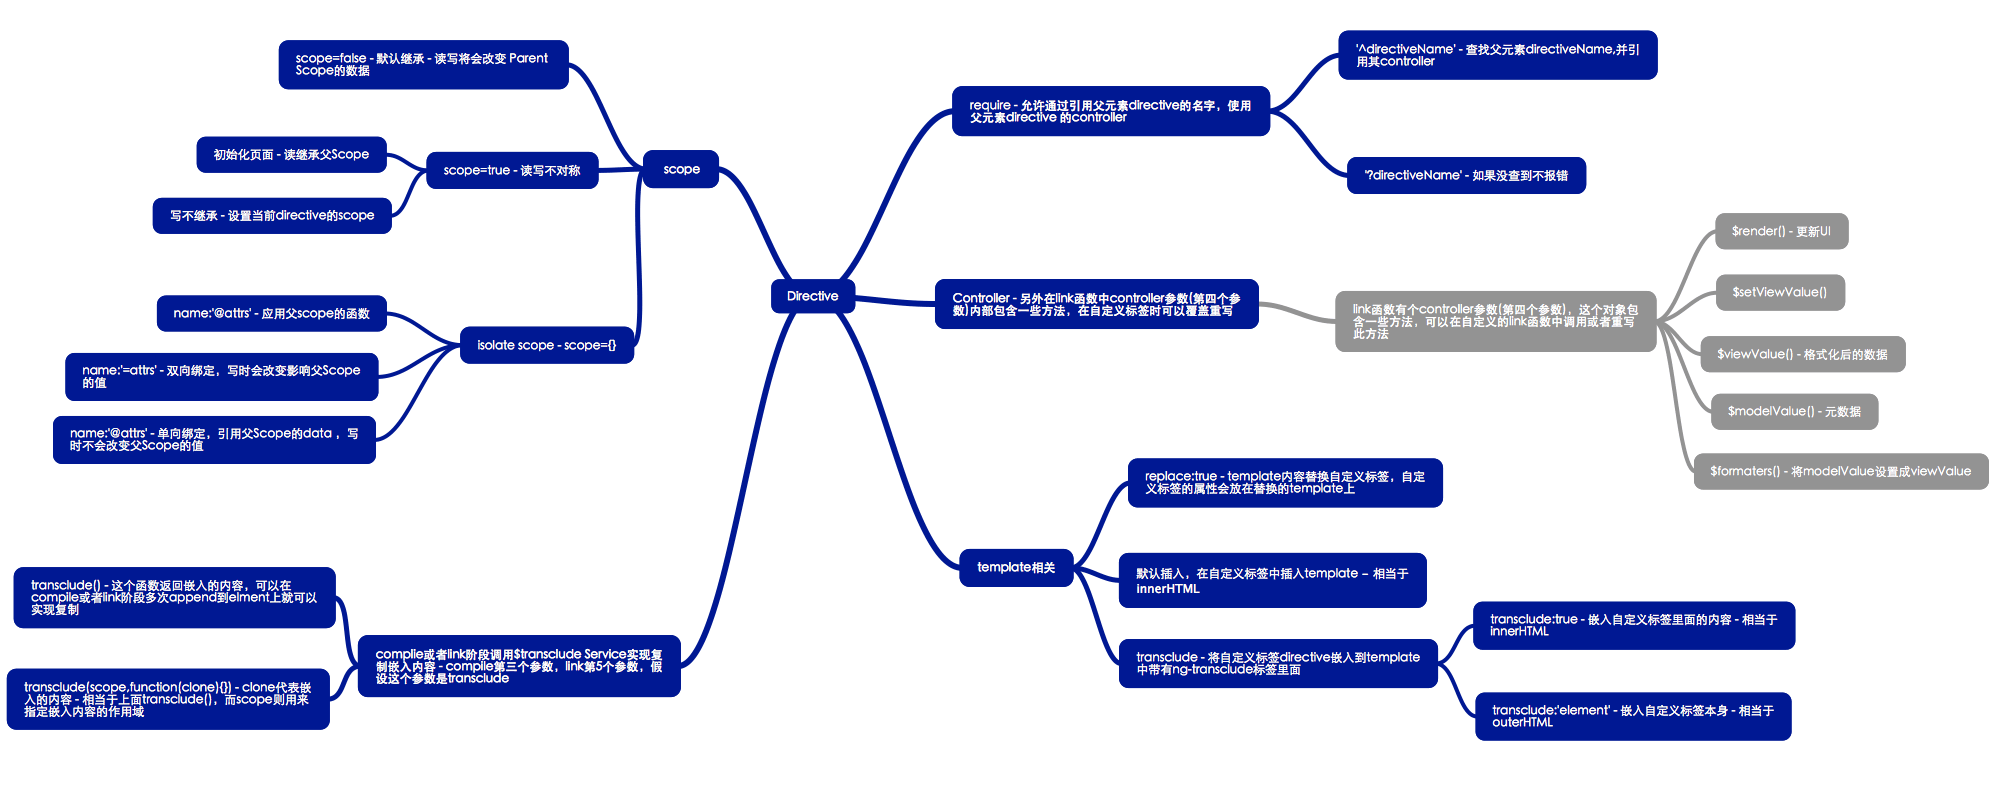 Directive
scope
scope=false - 默认继承 - 读写将会改变 Parent
Scope的数据
scope=true - 读写不对称
初始化页面 - 读继承父Scope
写不继承 - 设置当前directive的scope
isolate scope - scope={}
name:'@attrs' - 应用父scope的函数
name:'=attrs' - 双向绑定，写时会改变影响父Scope
的值
name:'@attrs' - 单向绑定，引用父Scope的data ，写
时不会改变父Scope的值
complie或者link阶段调用$transclude Service实现复
制嵌入内容 - compile第三个参数，link第5个参数，假
设这个参数是transclude
transclude() - 这个函数返回嵌入的内容，可以在
compile或者link阶段多次append到elment上就可以
实现复制
transclude(scope,function(clone){}) - clone代表嵌
入的内容 - 相当于上面transclude()，而scope则用来
指定嵌入内容的作用域
require - 允许通过引用父元素directive的名字，使用
父元素directive 的controller
'^directiveName' - 查找父元素directiveName,并引
用其controller
'?directiveName' - 如果没查到不报错
Controller - 另外在link函数中controller参数(第四个参
数)内部包含一些方法，在自定义标签时可以覆盖重写
link函数有个controller参数(第四个参数)，这个对象包
含一些方法，可以在自定义的link函数中调用或者重写
此方法
$render() - 更新UI
$setViewValue()
$viewValue() - 格式化后的数据
$modelValue() - 元数据
$formaters() - 将modelValue设置成viewValue
template相关
replace:true - template内容替换自定义标签，自定
义标签的属性会放在替换的template上
默认插入，在自定义标签中插入template – 相当于
innerHTML
transclude - 将自定义标签directive嵌入到template
中带有ng-transclude标签里面
transclude:true - 嵌入自定义标签里面的内容 - 相当于
innerHTML
transclude:'element' - 嵌入自定义标签本身 - 相当于
outerHTML